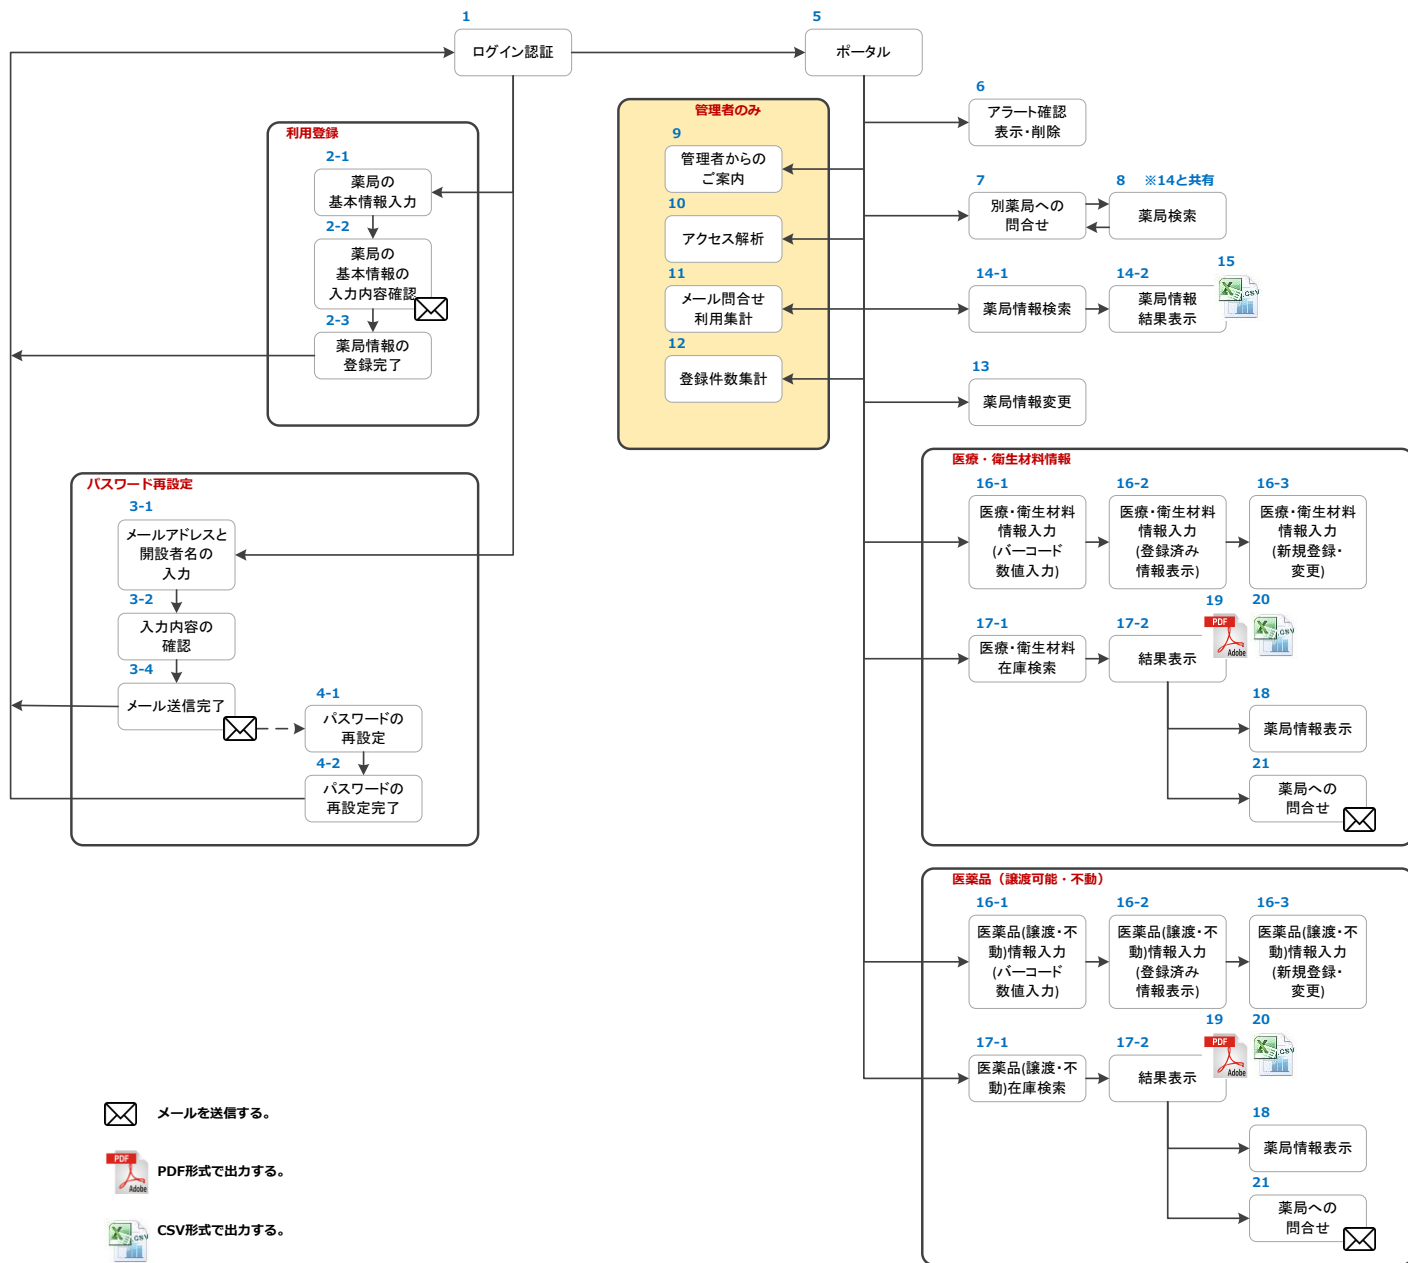 1
ログイン認証
5
ポータル
利用登録
2-1
薬局の
基本情報入力
2-2
薬局の
基本情報の
入力内容確認
2-3
薬局情報の
登録完了
管理者のみ
9
管理者からの
ご案内
10
アクセス解析
11
メール問合せ
利用集計
12
登録件数集計
6
アラート確認
表示・削除
7
別薬局への
問合せ
8 ※14と共有
薬局検索
14-1
薬局情報検索
14-2
薬局情報
結果表示
15
CSV
13
薬局情報変更
パスワード再設定
3-1
メールアドレスと
開設者名の
入力
3-2
入力内容の
確認
3-4
メール送信完了
4-1
パスワードの
再設定
4-2
パスワードの
再設定完了
医療・衛生材料情報
16-1
医療・衛生材料
情報入力
(バーコード
数値入力)
16-2
医療・衛生材料
情報入力
(登録済み
情報表示)
16-3
医療・衛生材料
情報入力
(新規登録・
変更)
17-1
医療・衛生材料
在庫検索
17-2
結果表示
19
PDF
Adobe
20
CSV
18
薬局情報表示
21
薬局への
問合せ
医薬品（譲渡可能・不動）
16-1
医薬品(譲渡・不
動)情報入力
(バーコード
数値入力)
16-2
医薬品(譲渡・不
動)情報入力
(登録済み
情報表示)
16-3
医薬品(譲渡・不
動)情報入力
(新規登録・
変更)
17-1
医薬品(譲渡・不
動)在庫検索
17-2
結果表示
19
PDF
Adobe
20
CSV
18
薬局情報表示
21
薬局への
問合せ
メールを送信する。
PDF
Adobe
PDF形式で出力する。
CSV
CSV形式で出力する。